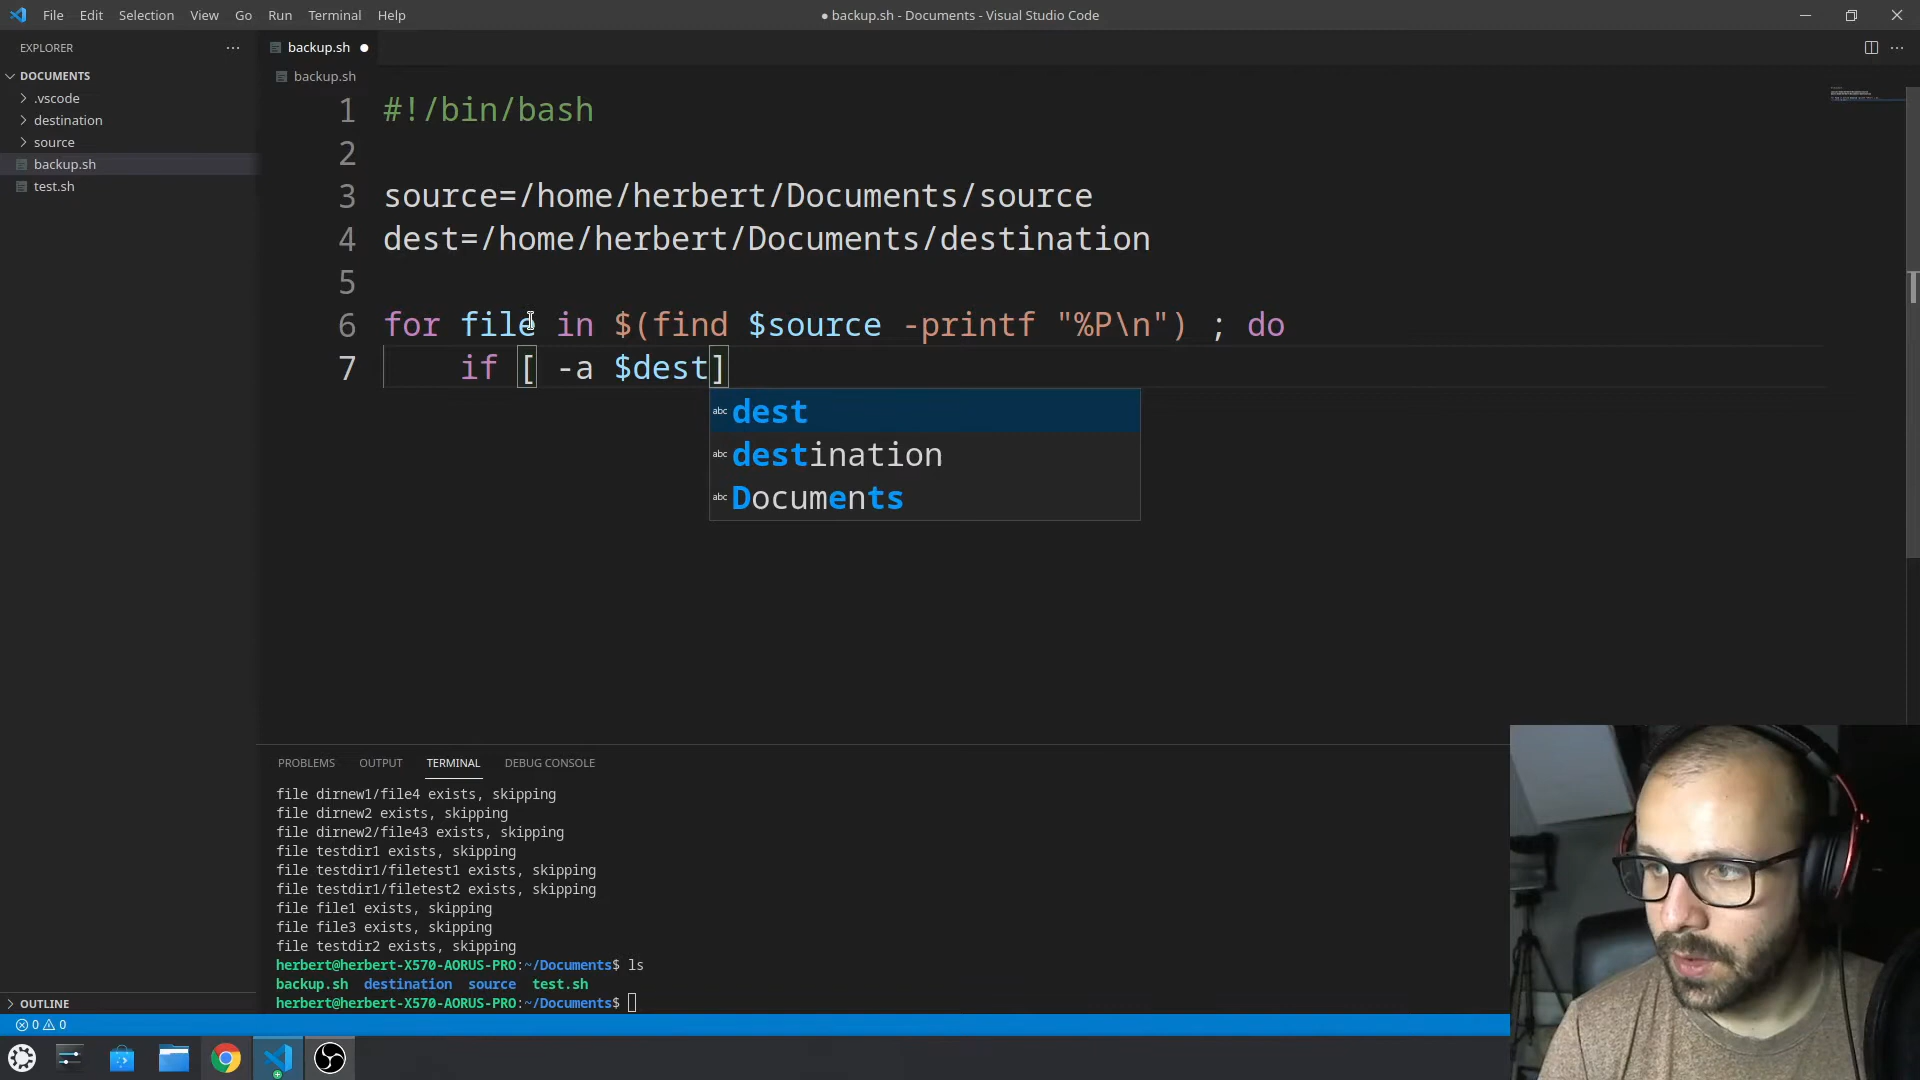 File Edit Selection View Go Run Terminal Help
● backup.sh - Documents - Visual Studio Code
EXPLORER
DOCUMENTS
.vscode
destination
source
backup.sh
test.sh
OUTLINE
backup.sh
backup.sh
1 #!/bin/bash
2
3 source=/home/herbert/Documents/source
4 dest=/home/herbert/Documents/destination
5
6 for file in $(find $source -printf "%P\n") ; do
7 if [ -a $dest]
abc dest
abc destination
abc Documents
PROBLEMS OUTPUT TERMINAL DEBUG CONSOLE
file dirnew1/file4 exists, skipping
file dirnew2 exists, skipping
file dirnew2/file43 exists, skipping
file testdir1 exists, skipping
file testdir1/filetest1 exists, skipping
file testdir1/filetest2 exists, skipping
file file1 exists, skipping
file file3 exists, skipping
file testdir2 exists, skipping
herbert@herbert-X570-AORUS-PRO:~/Documents$ ls
backup.sh destination source test.sh
herbert@herbert-X570-AORUS-PRO:~/Documents$
0 0